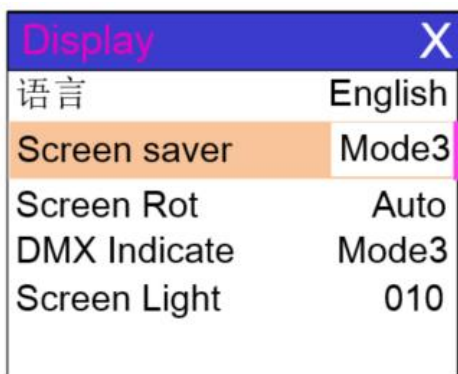 Display X
语言 English
Screen saver Mode3
Screen Rot Auto
DMX Indicate Mode3
Screen Light 010